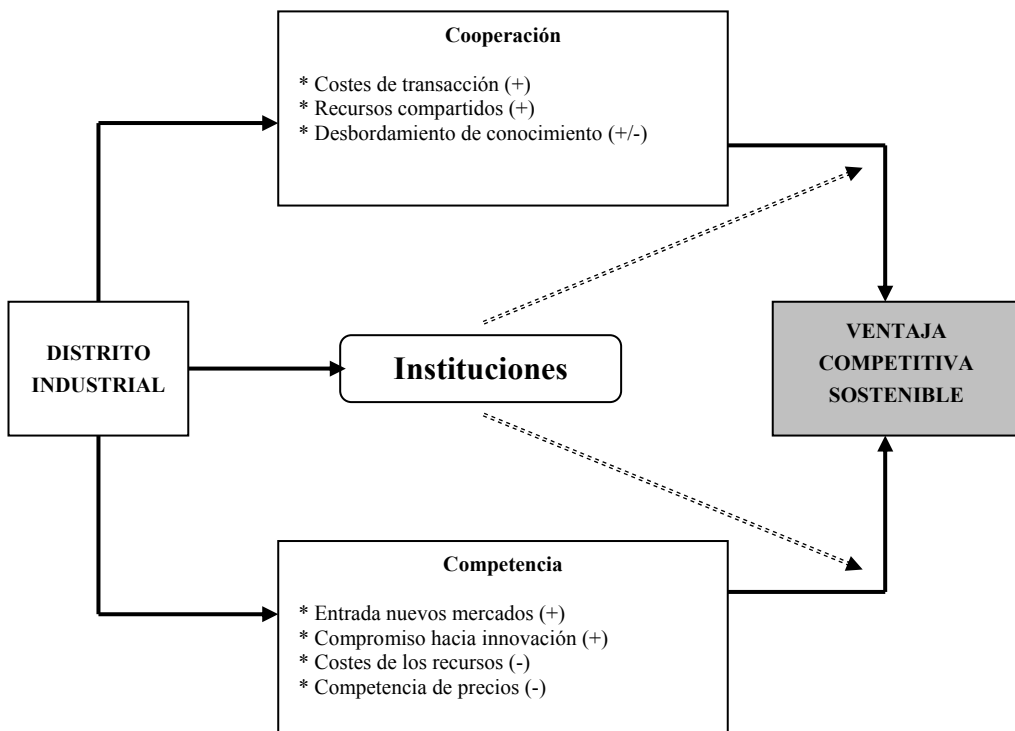 Cooperación
* Costes de transacción (+)
* Recursos compartidos (+)
* Desbordamiento de conocimiento (+/-)
DISTRITO
INDUSTRIAL
Instituciones
VENTAJA
COMPETITIVA
SOSTENIBLE
Competencia
* Entrada nuevos mercados (+)
* Compromiso hacia innovación (+)
* Costes de los recursos (-)
* Competencia de precios (-)